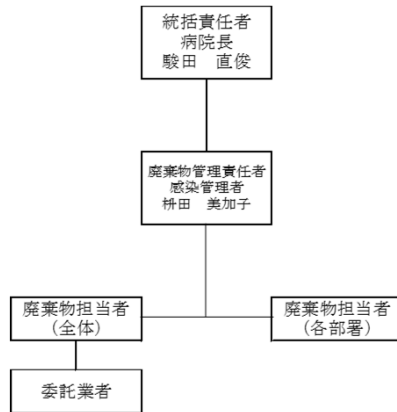 統括責任者
病院長
駿田　直俊
廃棄物管理責任者
感染管理者
枡田　美加子
廃棄物担当者
(全体)
廃棄物担当者
(各部署)
委託業者